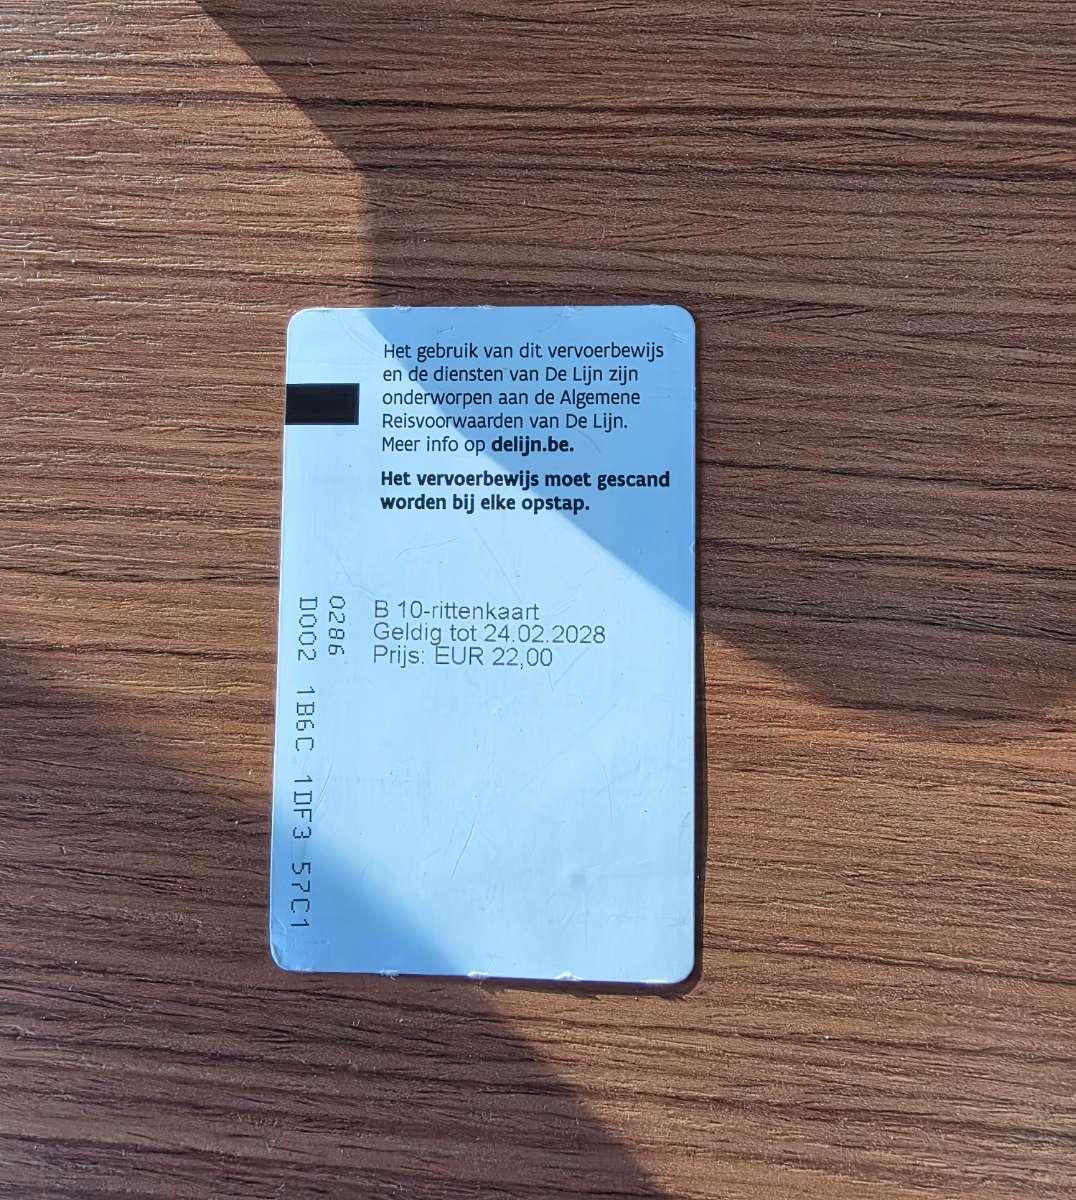 Het gebruik van dit vervoerbewijs
en de diensten van De Lijn zijn
onderworpen aan de Algemene
Reisvoorwaarden van De Lijn.
Meer info op delijn.be.
Het vervoerbewijs moet gescand
worden bij elke opstap.
B 10-rittenkaart
Geldig tot 24.02.2028
Prijs: EUR 22,00
0286
D002 1B6C 1DF3 57C1